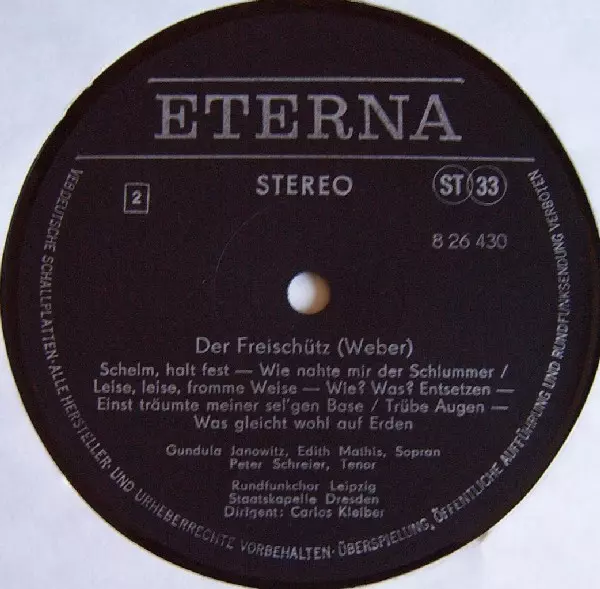 ETERNA
2
STEREO
ST 33
8 26 430
Der Freischütz (Weber)
Schelm, halt fest — Wie nahte mir der Schlummer /
Leise, leise, fromme Weise — Wie? Was? Entsetzen —
Einst träumte meiner sel'gen Base / Trübe Augen —
Was gleicht wohl auf Erden
Gundula Janowitz, Edith Mathis, Sopran
Peter Schreier, Tenor
Rundfunkchor Leipzig
Staatskapelle Dresden
Dirigent: Carlos Kleiber
VEB DEUTSCHE SCHALLPLATTEN · ALLE HERSTELLER- UND URHEBERRECHTE VORBEHALTEN · ÜBERSPIELUNG, ÖFFENTLICHE AUFFÜHRUNG UND RUNDFUNKSENDUNG VERBOTEN